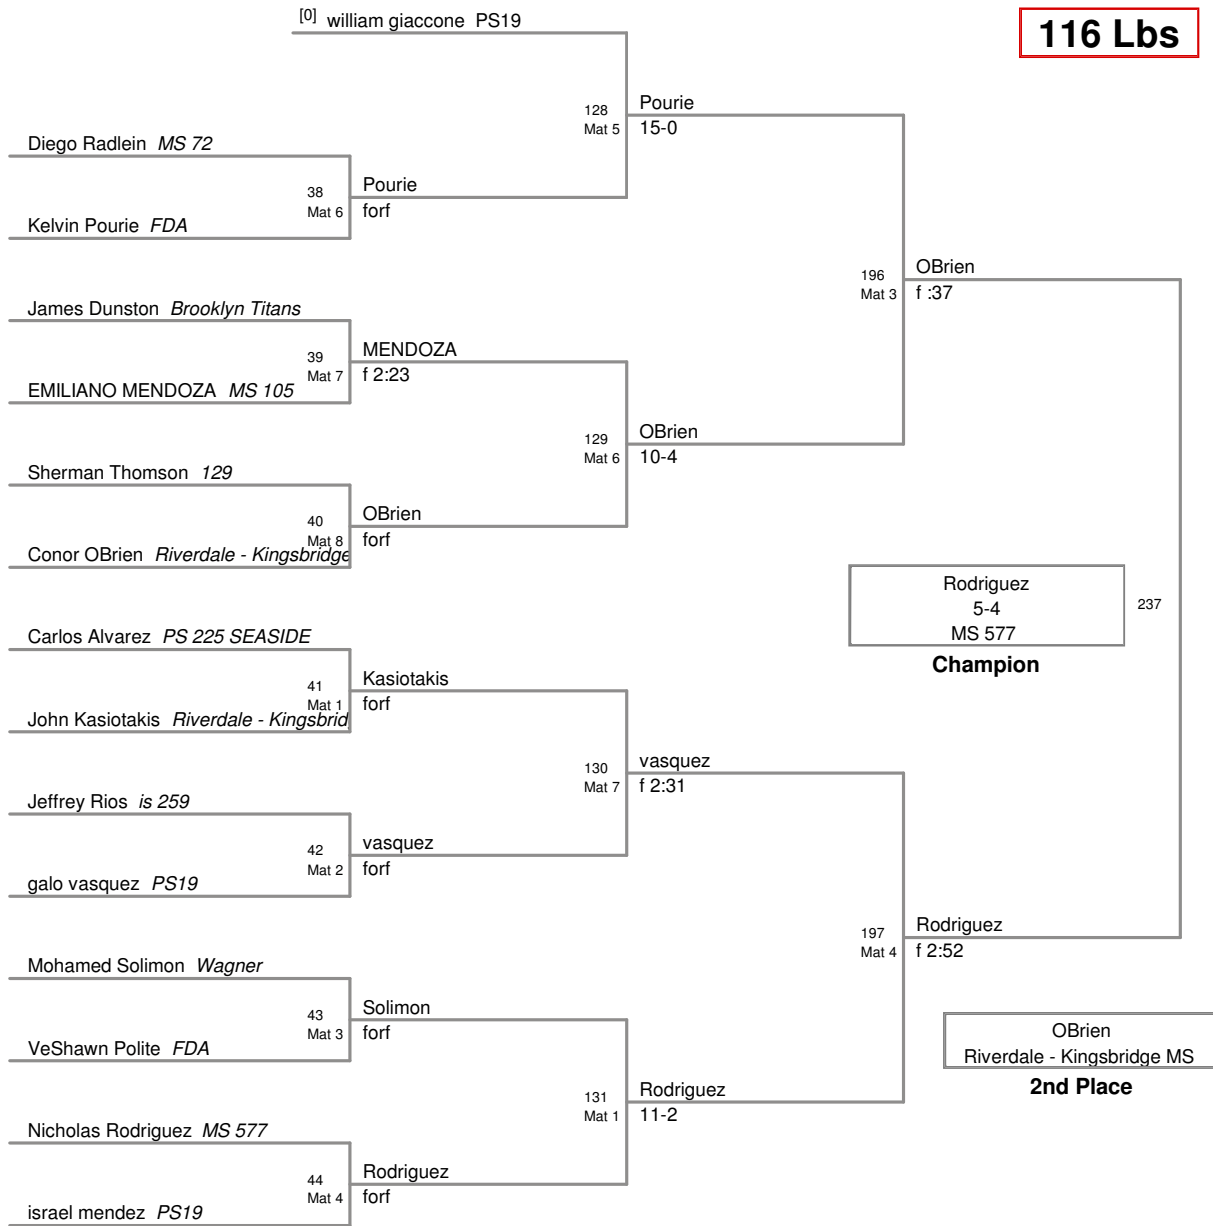 [0] william giaccone PS19
116 Lbs
128
Mat 5
Pourie
15-0
Diego Radlein MS 72
38
Mat 6
Pourie
forf
Kelvin Pourie FDA
196
Mat 3
OBrien
f :37
James Dunston Brooklyn Titans
39
Mat 7
MENDOZA
f 2:23
EMILIANO MENDOZA MS 105
129
Mat 6
OBrien
10-4
Sherman Thomson 129
40
Mat 8
OBrien
forf
Conor OBrien Riverdale - Kingsbridge
Rodriguez
5-4
MS 577
237
Champion
Carlos Alvarez PS 225 SEASIDE
41
Mat 1
Kasiotakis
forf
John Kasiotakis Riverdale - Kingsbrid
130
Mat 7
vasquez
f 2:31
Jeffrey Rios is 259
42
Mat 2
vasquez
forf
galo vasquez PS19
197
Mat 4
Rodriguez
f 2:52
Mohamed Solimon Wagner
43
Mat 3
Solimon
forf
VeShawn Polite FDA
OBrien
Riverdale - Kingsbridge MS
2nd Place
131
Mat 1
Rodriguez
11-2
Nicholas Rodriguez MS 577
44
Mat 4
Rodriguez
forf
israel mendez PS19